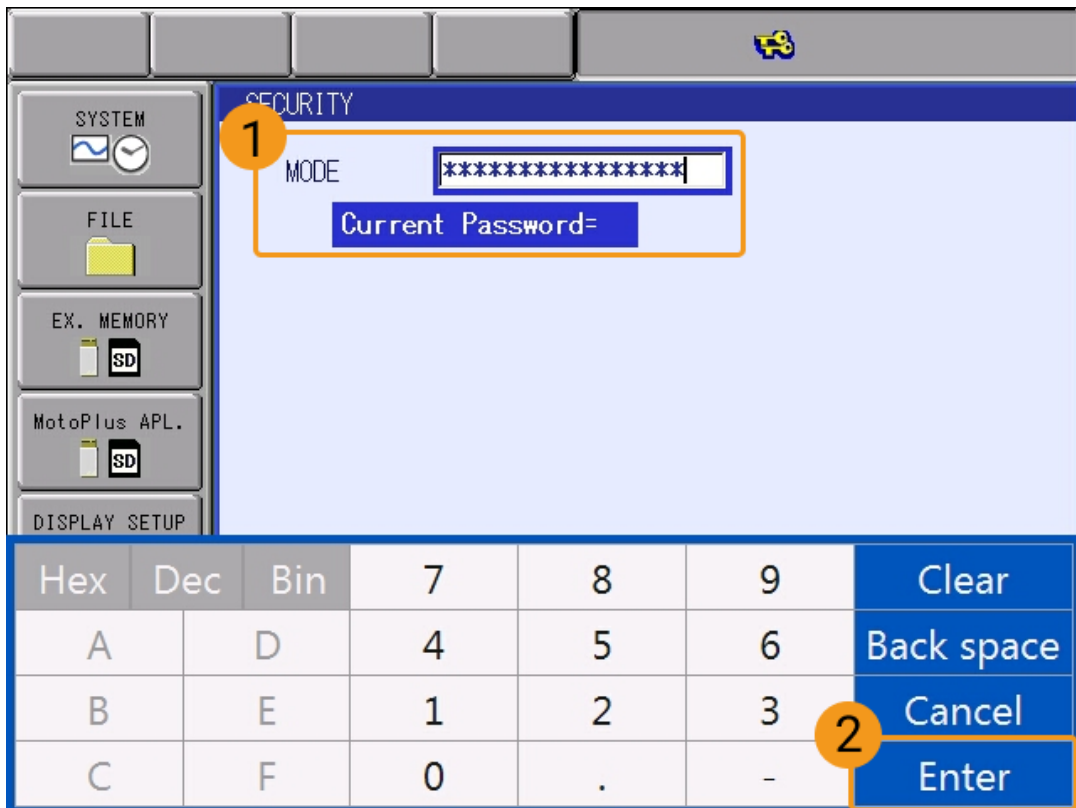 SECURITY
SYSTEM
1
MODE
****************
Current Password=
FILE
EX. MEMORY
SD
MotoPlus APL.
SD
DISPLAY SETUP
Hex Dec Bin 7 8 9 Clear
A D 4 5 6 Back space
B E 1 2 3 Cancel
2
C F 0 . - Enter